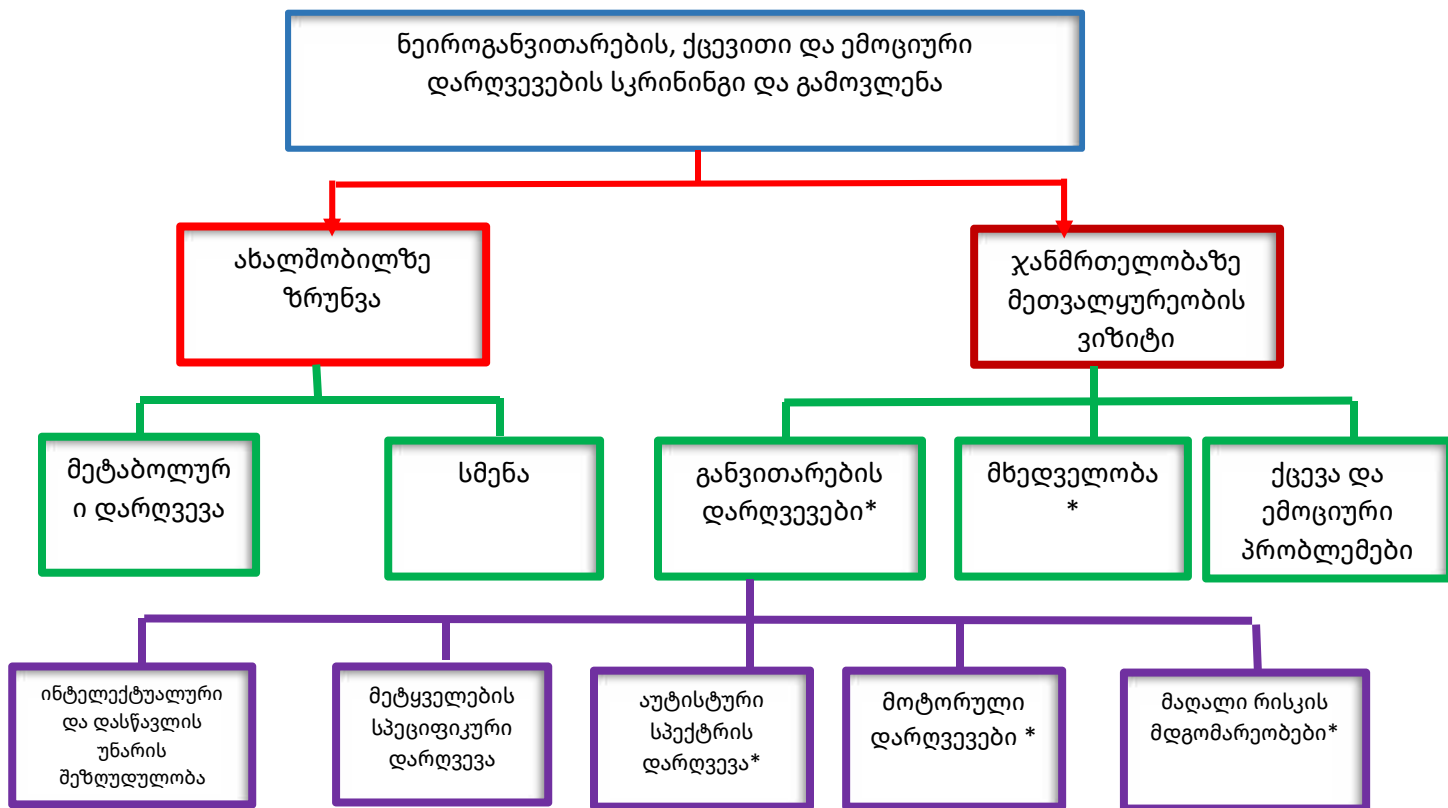 ნეიროგანვითარების, ქცევითი და ემოციური
დარღვევების სკრინინგი და გამოვლენა
ახალშობილზე
ზრუნვა
ჯანმრთელობაზე
მეთვალყურეობის
ვიზიტი
მეტაბოლურ
ი დარღვევა
სმენა
განვითარების
დარღვევები*
მხედველობა
*
ქცევა და
ემოციური
პრობლემები
ინტელექტუალური
და დასწავლის
უნარის
შეზღუდულობა
მეტყველების
სპეციფიკური
დარღვევა
აუტისტური
სპექტრის
დარღვევა*
მოტორული
დარღვევები *
მაღალი რისკის
მდგომარეობები*